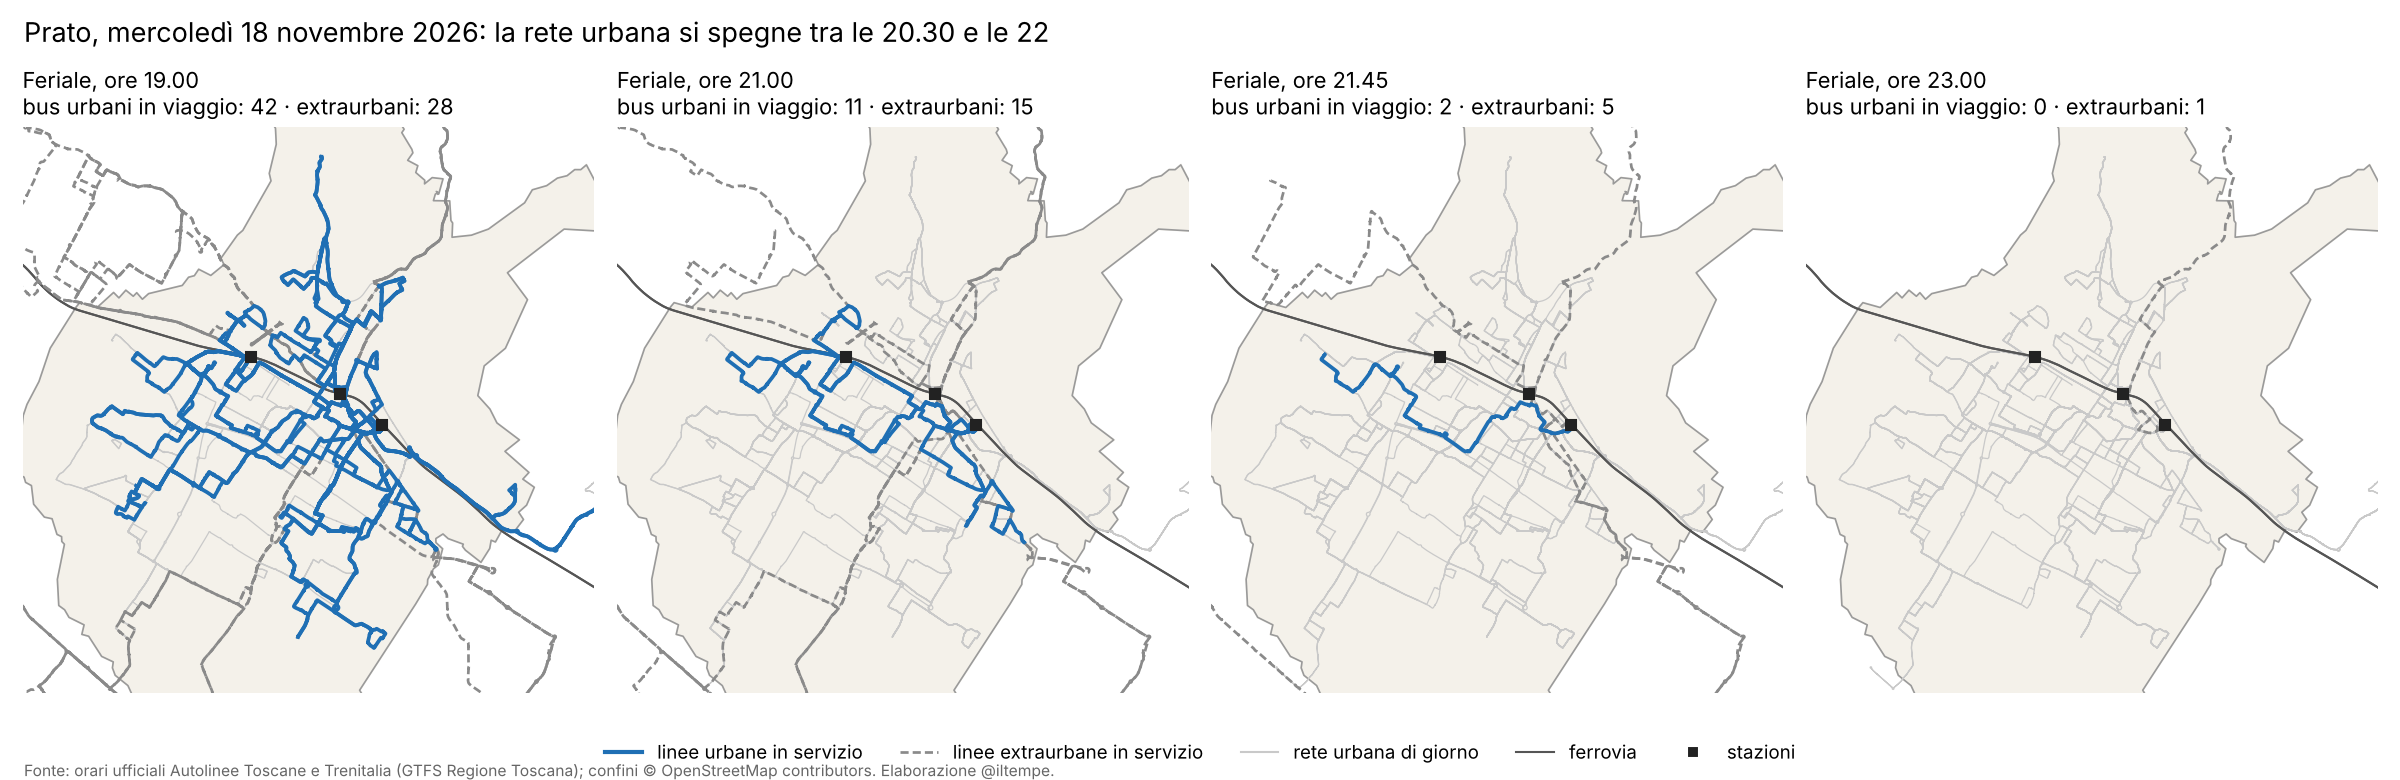 Prato, mercoledì 18 novembre 2026: la rete urbana si spegne tra le 20.30 e le 22
Feriale, ore 19.00
bus urbani in viaggio: 42 · extraurbani: 28
Feriale, ore 21.00
bus urbani in viaggio: 11 · extraurbani: 15
Feriale, ore 21.45
bus urbani in viaggio: 2 · extraurbani: 5
Feriale, ore 23.00
bus urbani in viaggio: 0 · extraurbani: 1
linee urbane in servizio
linee extraurbane in servizio
rete urbana di giorno
ferrovia
stazioni
Fonte: orari ufficiali Autolinee Toscane e Trenitalia (GTFS Regione Toscana); confini © OpenStreetMap contributors. Elaborazione @iltempe.